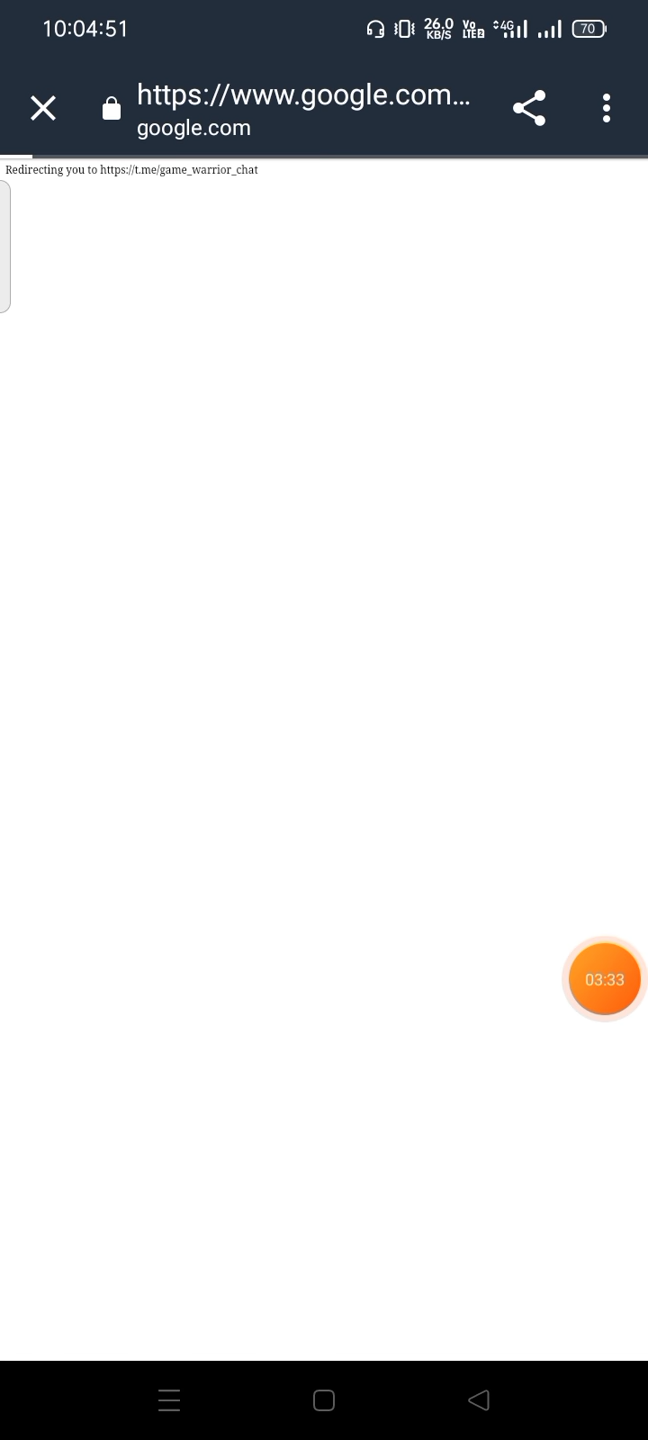 10:04:51
26.0
KB/S
Vo
LTE2
4G
70
https://www.google.com...
google.com
Redirecting you to https://t.me/game_warrior_chat
03:33